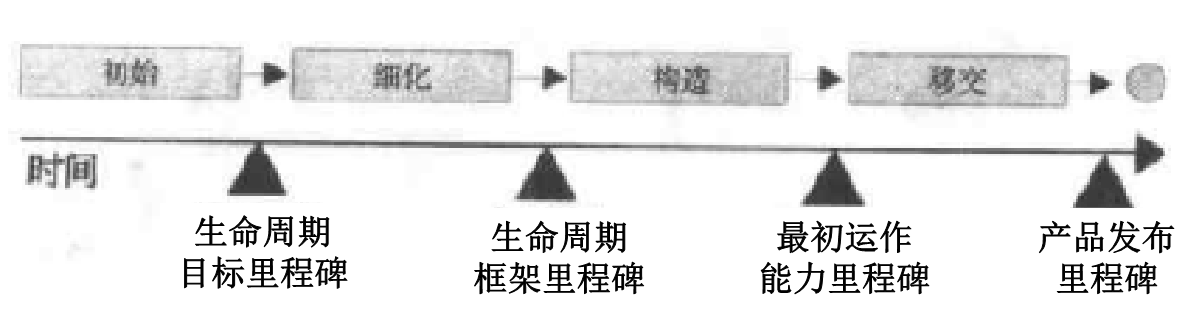 初始
细化
构造
移交
时间
生命周期
目标里程碑
生命周期
框架里程碑
最初运作
能力里程碑
产品发布
里程碑